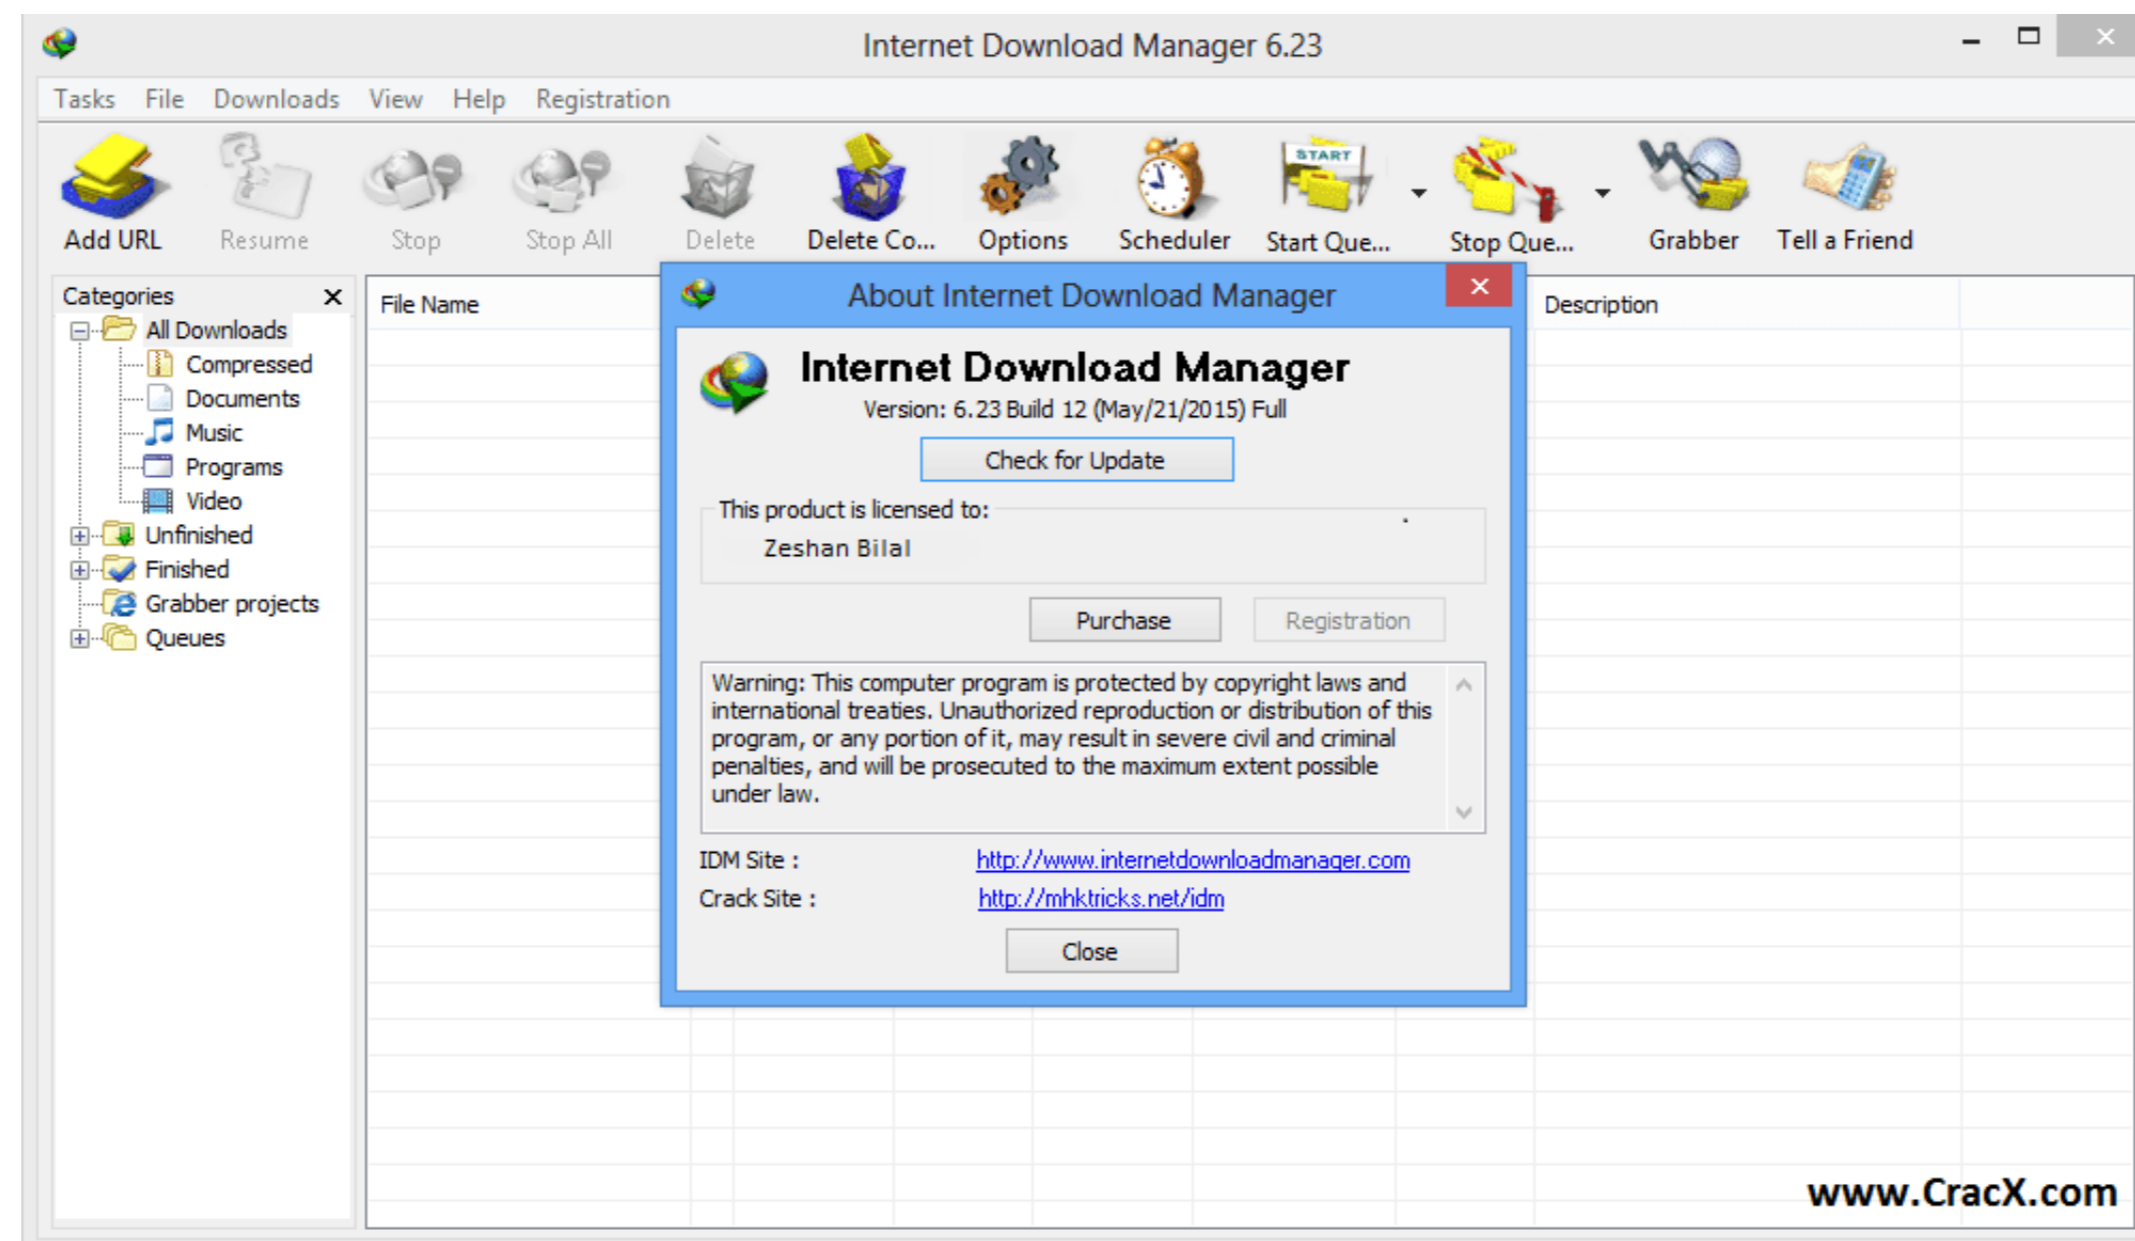 Internet Download Manager 6.23
Tasks File Downloads View Help Registration
START
Add URL Resume Stop Stop All Delete Delete Co... Options Scheduler Start Que... Stop Que... Grabber Tell a Friend
Categories
File Name
Description
All Downloads
Compressed
Documents
Music
Programs
Video
Unfinished
Finished
Grabber projects
Queues
About Internet Download Manager
Internet Download Manager
Version: 6.23 Build 12 (May/21/2015) Full
Check for Update
This product is licensed to:
Zeshan Bilal
Purchase Registration
Warning: This computer program is protected by copyright laws and
international treaties. Unauthorized reproduction or distribution of this
program, or any portion of it, may result in severe civil and criminal
penalties, and will be prosecuted to the maximum extent possible
under law.
IDM Site : http://www.internetdownloadmanager.com
Crack Site : http://mhktricks.net/idm
Close
www.CracX.com